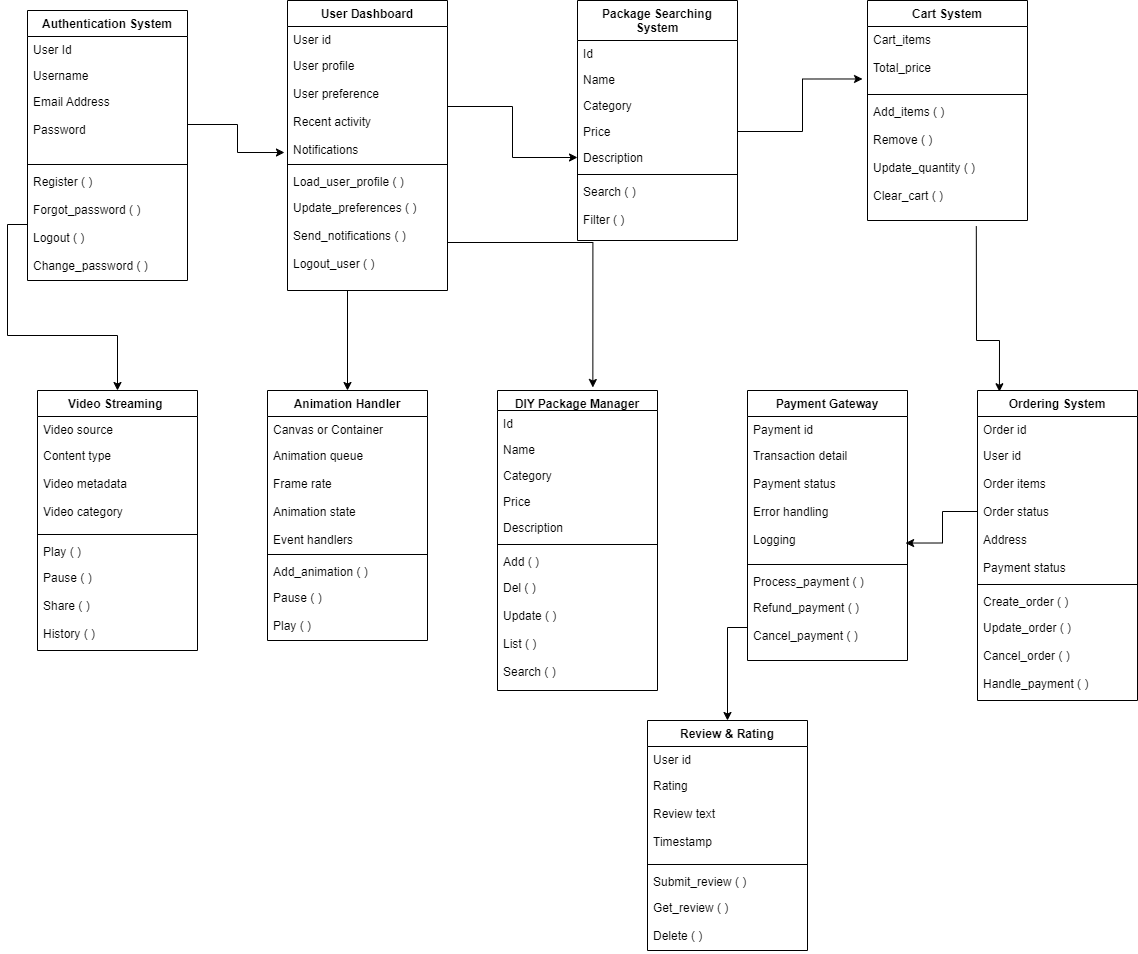 Authentication System
User Id
Username
Email Address
Password
Register ( )
Forgot_password ( )
Logout ( )
Change_password ( )
User Dashboard
User id
User profile
User preference
Recent activity
Notifications
Load_user_profile ( )
Update_preferences ( )
Send_notifications ( )
Logout_user ( )
Package Searching
System
Id
Name
Category
Price
Description
Search ( )
Filter ( )
Cart System
Cart_items
Total_price
Add_items ( )
Remove ( )
Update_quantity ( )
Clear_cart ( )
Video Streaming
Video source
Content type
Video metadata
Video category
Play ( )
Pause ( )
Share ( )
History ( )
Animation Handler
Canvas or Container
Animation queue
Frame rate
Animation state
Event handlers
Add_animation ( )
Pause ( )
Play ( )
DIY Package Manager
Id
Name
Category
Price
Description
Add ( )
Del ( )
Update ( )
List ( )
Search ( )
Payment Gateway
Payment id
Transaction detail
Payment status
Error handling
Logging
Process_payment ( )
Refund_payment ( )
Cancel_payment ( )
Ordering System
Order id
User id
Order items
Order status
Address
Payment status
Create_order ( )
Update_order ( )
Cancel_order ( )
Handle_payment ( )
Review & Rating
User id
Rating
Review text
Timestamp
Submit_review ( )
Get_review ( )
Delete ( )